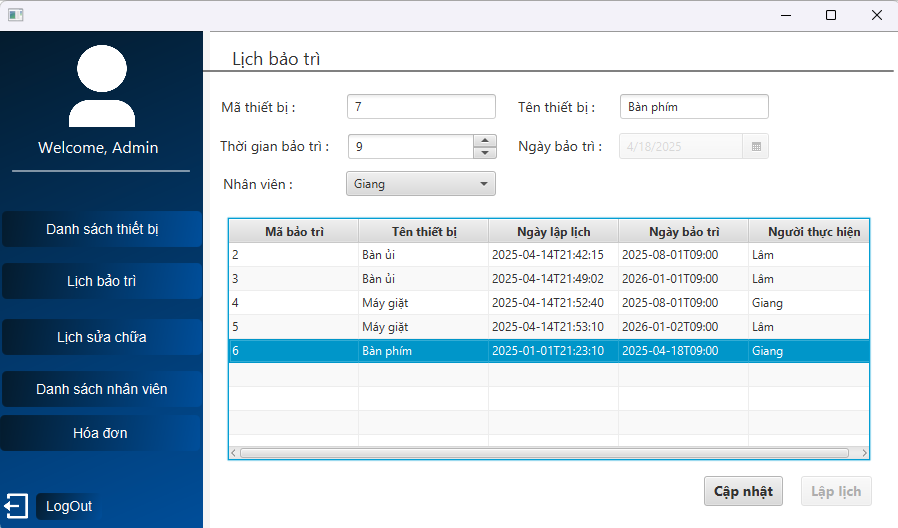 Lịch bảo trì
Welcome, Admin
Danh sách thiết bị
Lịch bảo trì
Lịch sửa chữa
Danh sách nhân viên
Hóa đơn
LogOut
Mã thiết bị : 7 Tên thiết bị : Bàn phím
Thời gian bảo trì : 9 Ngày bảo trì : 4/18/2025
Nhân viên : Giang
Mã bảo trì Tên thiết bị Ngày lập lịch Ngày bảo trì Người thực hiện
2 Bàn ủi 2025-04-14T21:42:15 2025-08-01T09:00 Lâm
3 Bàn ủi 2025-04-14T21:49:02 2026-01-01T09:00 Lâm
4 Máy giặt 2025-04-14T21:52:40 2025-08-01T09:00 Giang
5 Máy giặt 2025-04-14T21:53:10 2026-01-02T09:00 Lâm
6 Bàn phím 2025-01-01T21:23:10 2025-04-18T09:00 Giang
Cập nhật Lập lịch